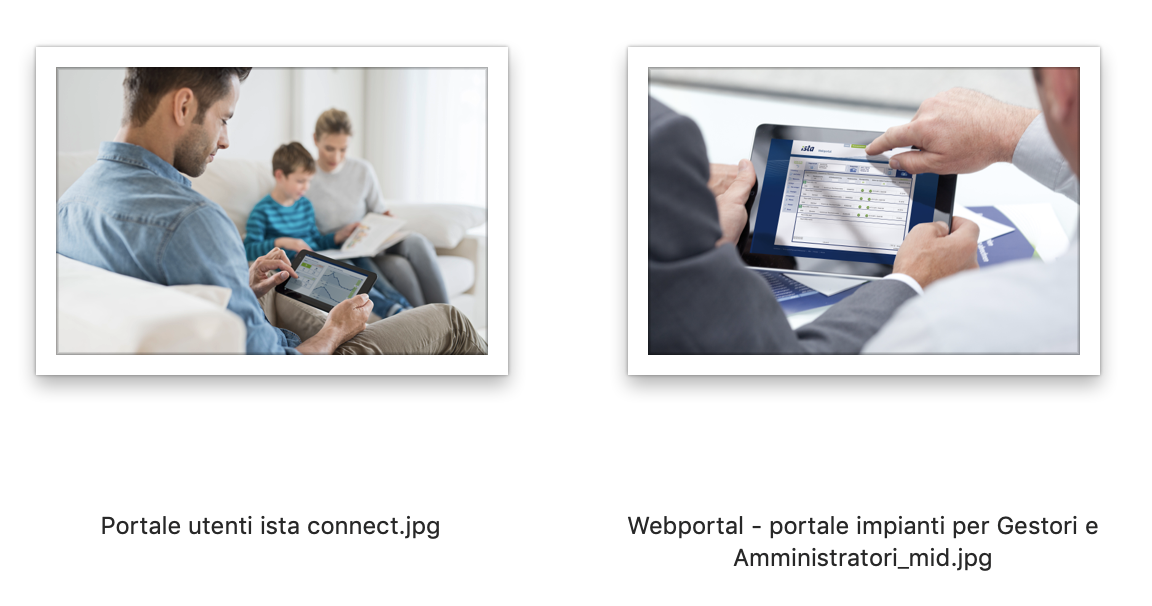 ista
Portale utenti ista connect.jpg
Webportal - portale impianti per Gestori e
Amministratori_mid.jpg